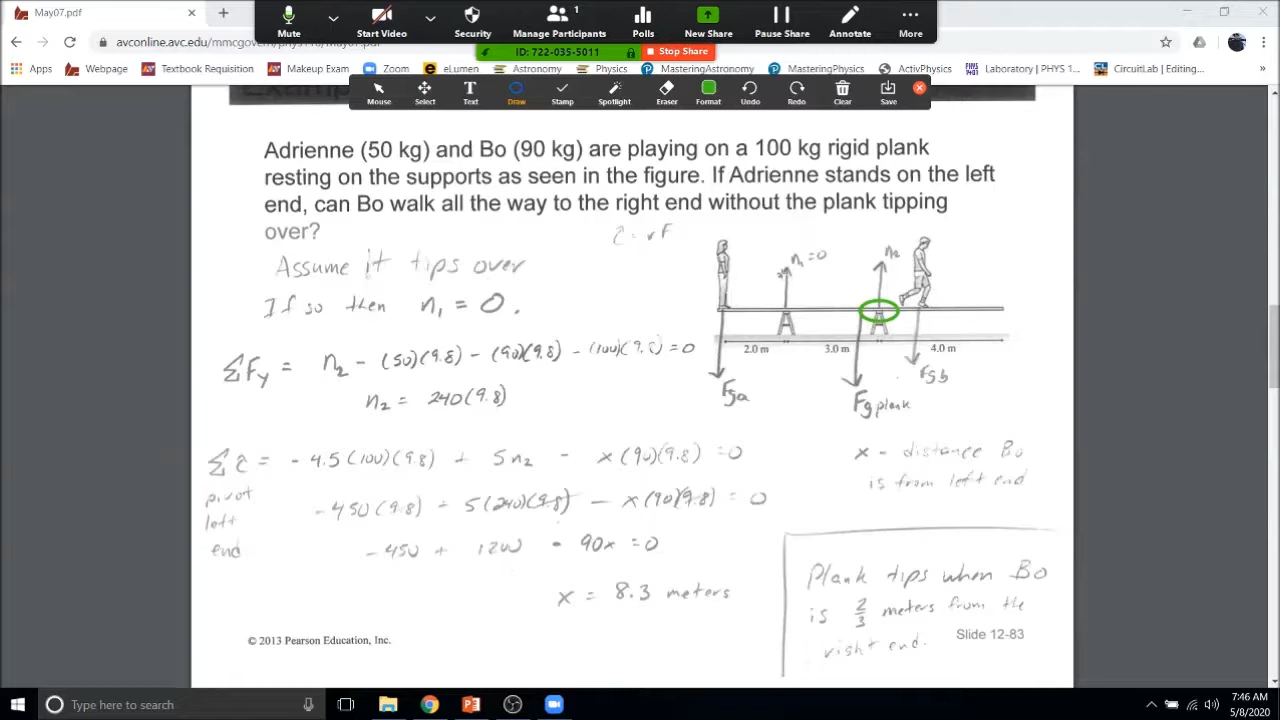 May07.pdf
Mute
Start Video
Security
1
Manage Participants
Polls
New Share
Pause Share
Annotate
More
ID: 722-035-5011
Stop Share
Apps
Webpage
Textbook Requisition
Makeup Exam
Zoom
eLumen
Astronomy
Physics
MasteringAstronomy
MasteringPhysics
ActivPhysics
Laboratory | PHYS 1...
CircuitLab | Editing...
Mouse
Select
Text
Draw
Stamp
Spotlight
Eraser
Format
Undo
Redo
Clear
Save
Adrienne (50 kg) and Bo (90 kg) are playing on a 100 kg rigid plank
resting on the supports as seen in the figure. If Adrienne stands on the left
end, can Bo walk all the way to the right end without the plank tipping
over?
τ = rF
Assume it tips over
If so then n₁ = 0.
n₁ = 0
n₂
2.0 m
3.0 m
4.0 m
Fga
Fg plank
Fgb
ΣFy = n₂ - (50)(9.8) - (90)(9.8) - (100)(9.8) = 0
n₂ = 240(9.8)
Στ = -4.5(100)(9.8) + 5n₂ - x(90)(9.8) = 0
pivot
left
end
-450(9.8) + 5(240)(9.8) - x(90)(9.8) = 0
-450 + 1200 - 90x = 0
x = 8.3 meters
x - distance Bo
is from left end
Plank tips when Bo
is 2/3 meters from the
right end.
Slide 12-83
© 2013 Pearson Education, Inc.
Type here to search
7:46 AM
5/8/2020